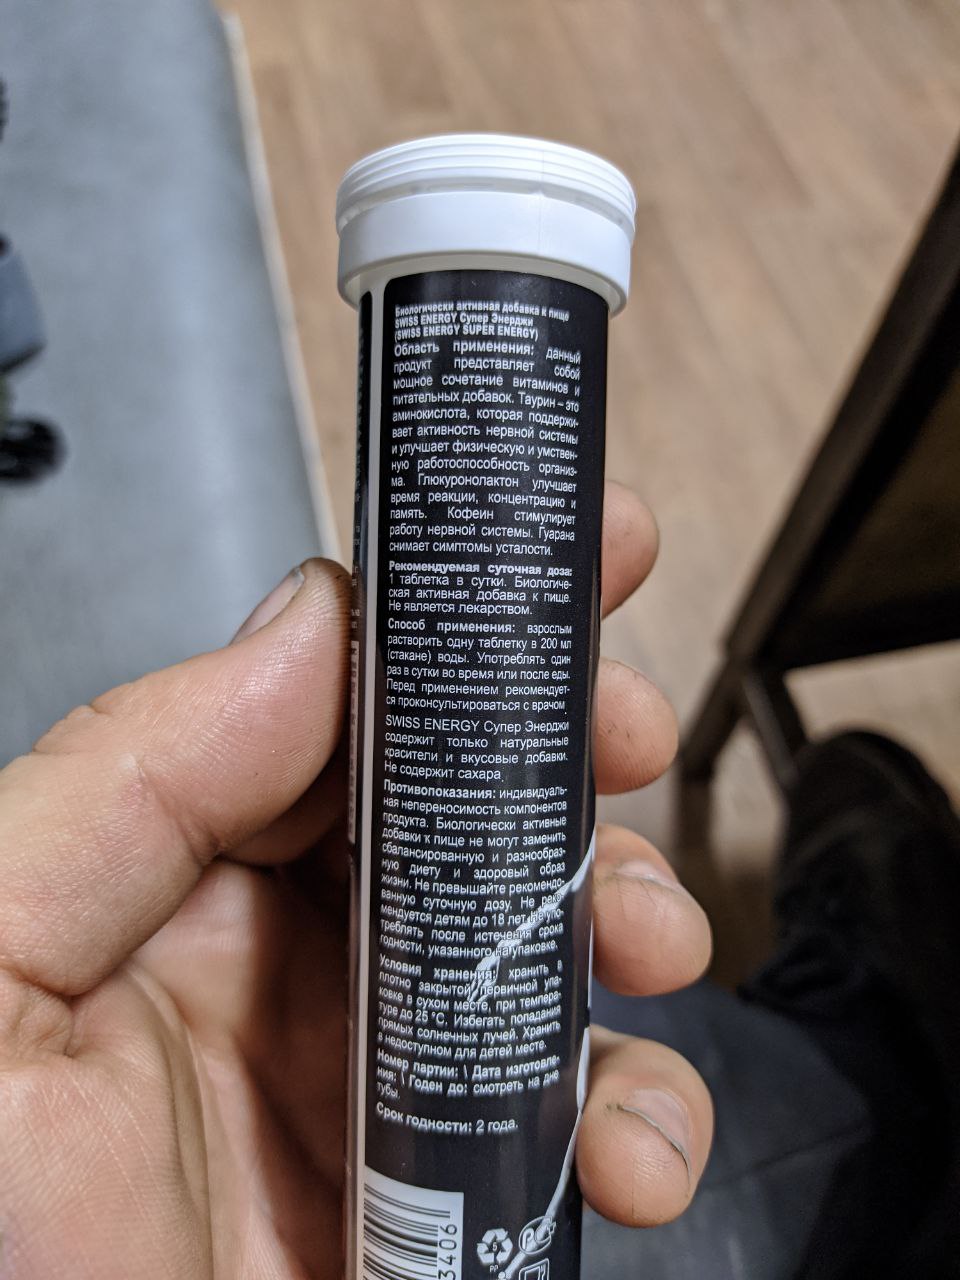 Биологически активная добавка к пище
SWISS ENERGY Супер Энерджи
(SWISS ENERGY SUPER ENERGY)
Область применения: данный
продукт представляет собой
мощное сочетание витаминов и
питательных добавок. Таурин – это
аминокислота, которая поддержи-
вает активность нервной системы
и улучшает физическую и умствен-
ную работоспособность организ-
ма. Глюкуронолактон улучшает
время реакции, концентрацию и
память. Кофеин стимулирует
работу нервной системы. Гуарана
снимает симптомы усталости.
Рекомендуемая суточная доза:
1 таблетка в сутки. Биологиче-
ская активная добавка к пище.
Не является лекарством.
Способ применения: взрослым
растворить одну таблетку в 200 мл
(стакане) воды. Употреблять один
раз в сутки во время или после еды.
Перед применением рекомендует-
ся проконсультироваться с врачом.
SWISS ENERGY Супер Энерджи
содержит только натуральные
красители и вкусовые добавки.
Не содержит сахара.
Противопоказания: индивидуаль-
ная непереносимость компонентов
продукта. Биологически активные
добавки к пище не могут заменить
сбалансированную и разнообраз-
ную диету и здоровый образ
жизни. Не превышайте рекомендо-
ванную суточную дозу. Не реко-
мендуется детям до 18 лет. Не упо-
треблять после истечения срока
годности, указанного на упаковке.
Условия хранения: хранить в
плотно закрытой первичной упа-
ковке в сухом месте, при темпера-
туре до 25 °C. Избегать попадания
прямых солнечных лучей. Хранить
в недоступном для детей месте.
Номер партии: \ Дата изготовле-
ния: \ Годен до: смотреть на дне
тубы.
Срок годности: 2 года.
3406
5
PP